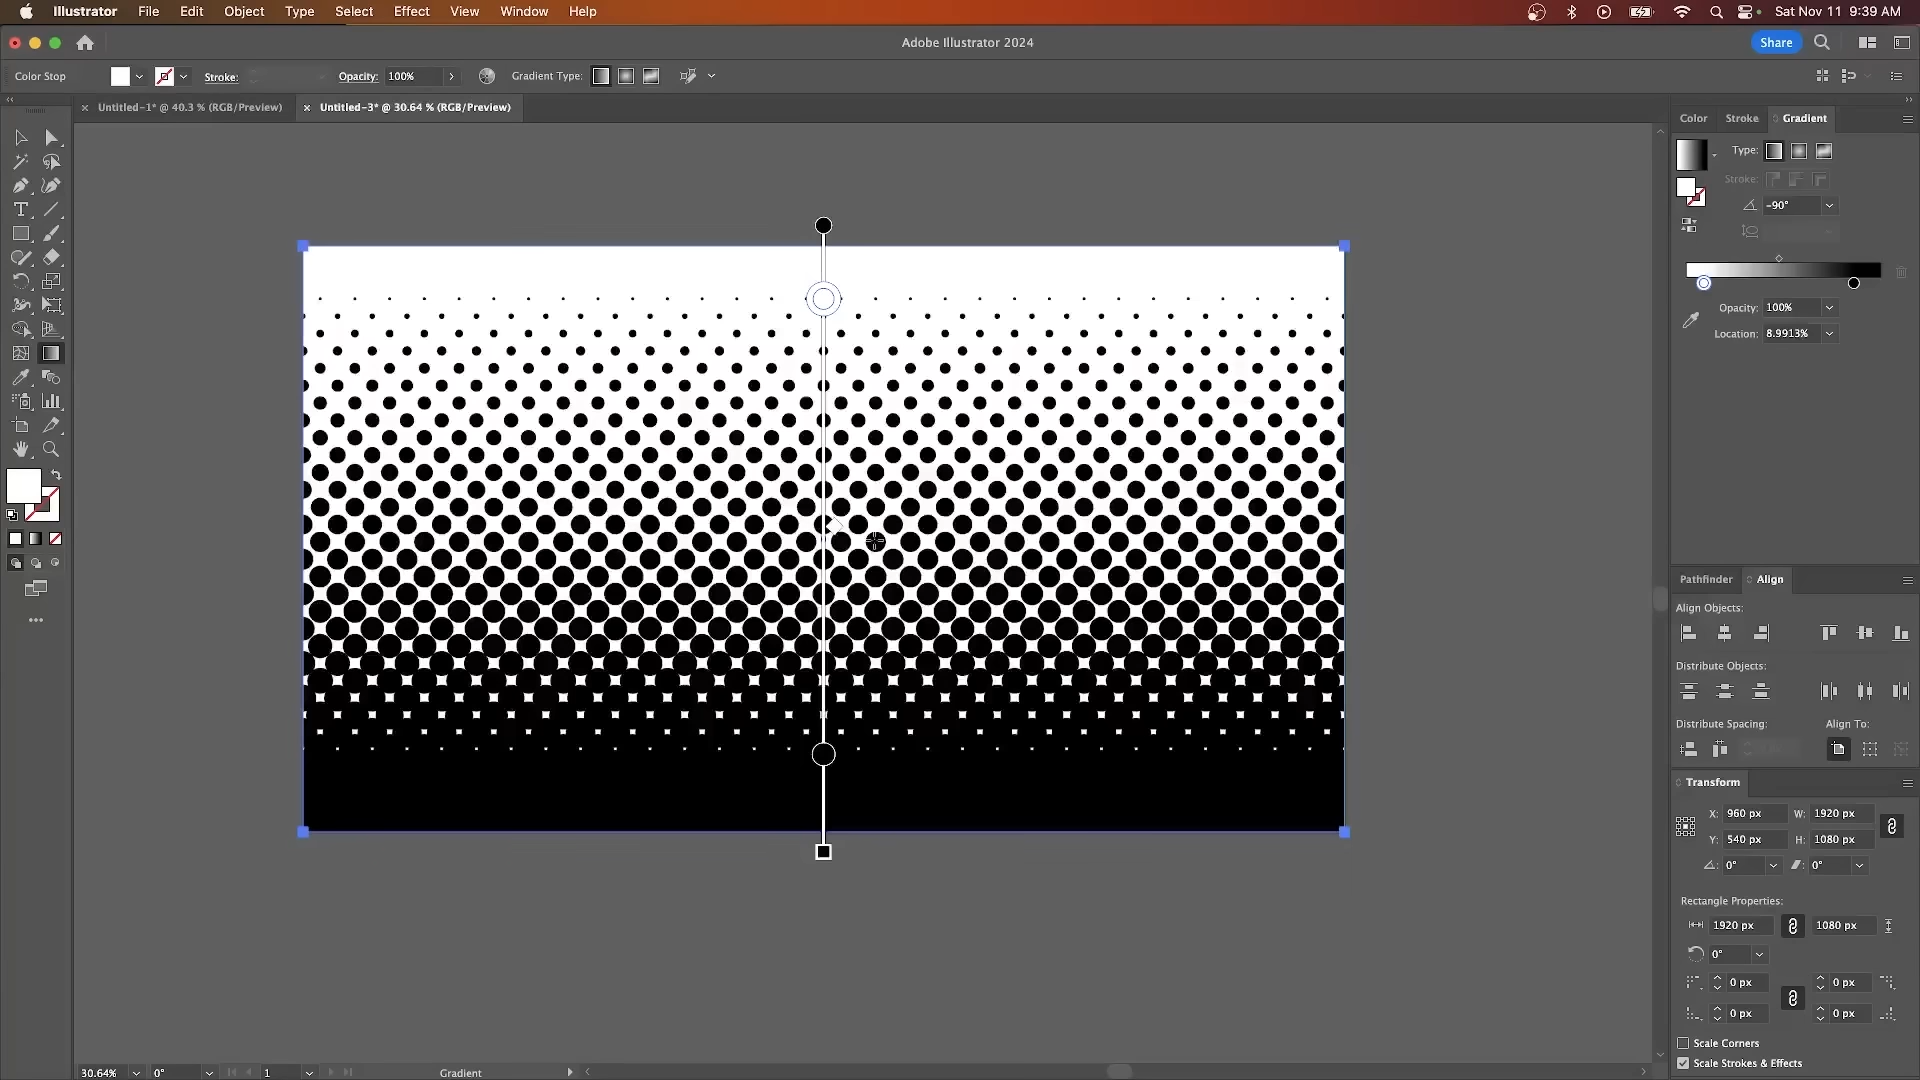 Illustrator File Edit Object Type Select Effect View Window Help Sat Nov 11 9:39 AM
Adobe Illustrator 2024 Share
Color Stop Stroke: Opacity: 100% Gradient Type:
× Untitled-1* @ 40.3 % (RGB/Preview) × Untitled-3* @ 30.64 % (RGB/Preview)
Color Stroke Gradient
Type:
Stroke:
-90°
Opacity: 100%
Location: 8.9913%
Pathfinder Align
Align Objects:
Distribute Objects:
Distribute Spacing: Align To:
Transform
X: 960 px W: 1920 px
Y: 540 px H: 1080 px
0° 0°
Rectangle Properties:
1920 px 1080 px
0°
0 px 0 px
0 px 0 px
Scale Corners
Scale Strokes & Effects
30.64% 0° 1 Gradient